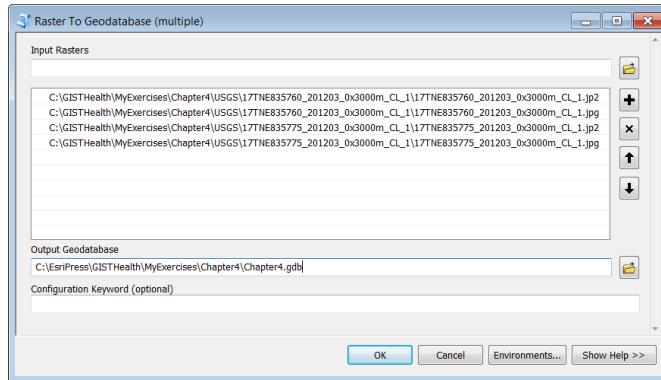 Raster To Geodatabase (multiple)
Input Rasters
C:\GISTHealth\MyExercises\Chapter4\USGS\17TNE835760_201203_0x3000m_CL_1\17TNE835760_201203_0x3000m_CL_1.jp2
C:\GISTHealth\MyExercises\Chapter4\USGS\17TNE835760_201203_0x3000m_CL_1\17TNE835760_201203_0x3000m_CL_1.jpg
C:\GISTHealth\MyExercises\Chapter4\USGS\17TNE835775_201203_0x3000m_CL_1\17TNE835775_201203_0x3000m_CL_1.jp2
C:\GISTHealth\MyExercises\Chapter4\USGS\17TNE835775_201203_0x3000m_CL_1\17TNE835775_201203_0x3000m_CL_1.jpg
Output Geodatabase
C:\EsriPress\GISTHealth\MyExercises\Chapter4\Chapter4.gdb
Configuration Keyword (optional)
OK Cancel Environments... Show Help >>